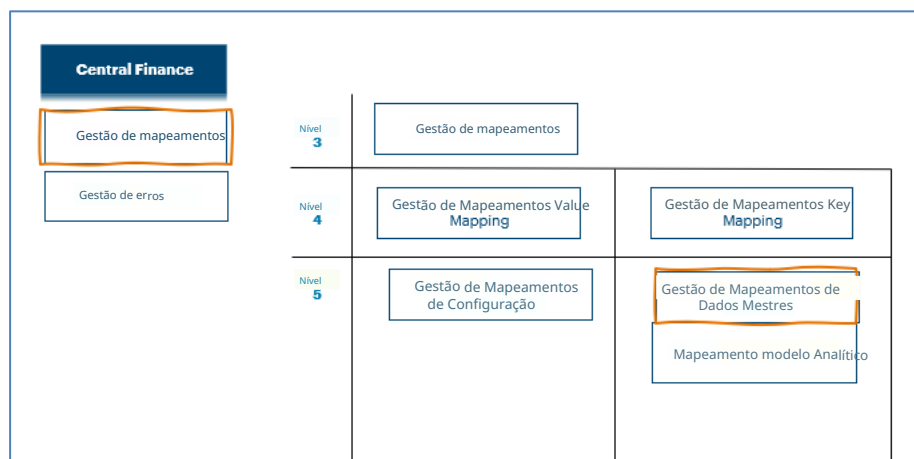 Central Finance
Gestão de mapeamentos
Gestão de erros
Nível
3
Gestão de mapeamentos
Nível
4
Gestão de Mapeamentos Value
Mapping
Gestão de Mapeamentos Key
Mapping
Nível
5
Gestão de Mapeamentos
de Configuração
Gestão de Mapeamentos de
Dados Mestres
Mapeamento modelo Analítico